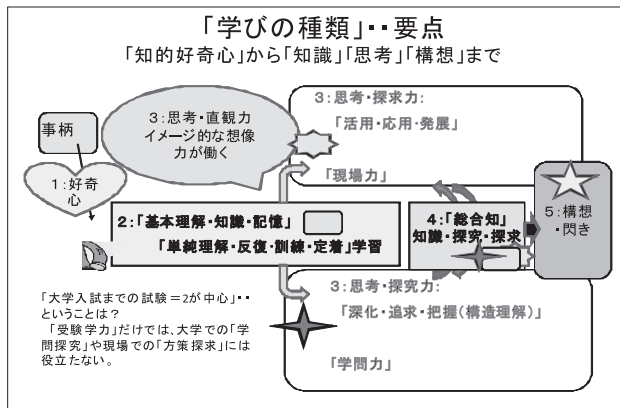 「学びの種類」‥要点
「知的好奇心」から「知識」「思考」「構想」まで
事柄
1:好奇
心
3:思考・直観力
イメージ的な想像
力が働く
3:思考・探求力:
「活用・応用・発展」
「現場力」
2:「基本理解・知識・記憶」
「単純理解・反復・訓練・定着」学習
4:「総合知」
知識・探究・探求
5:構想
・閃き
3:思考・探究力:
「深化・追求・把握(構造理解)」
「学問力」
「大学入試までの試験=2が中心」‥
ということは?
「受験学力」だけでは、大学での「学
問探究」や現場での「方策探求」には
役立たない。